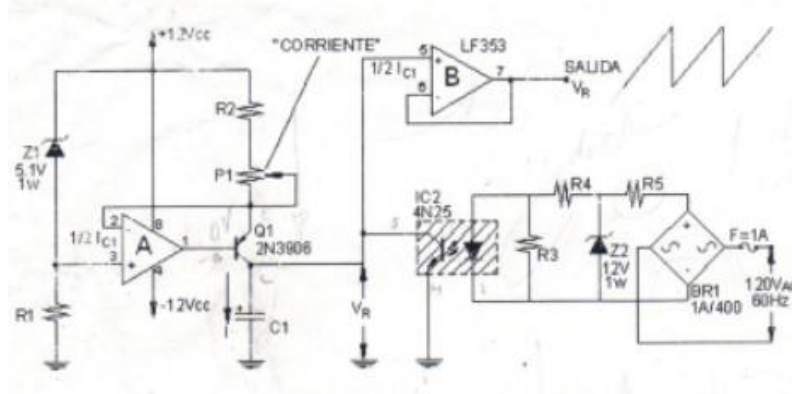 +12Vcc
"CORRIENTE"
LF353
5
1/2 IC1
B
7
6
SALIDA
VR
R2
Z1
5.1V
1w
P1
IC2
4N25
R4
R5
2
8
1/2 IC1
A
1
3
4
Q1
2N3906
R3
Z2
12V
1w
F=1A
120VAC
60Hz
BR1
1A/400
-12Vcc
R1
I
C1
VR